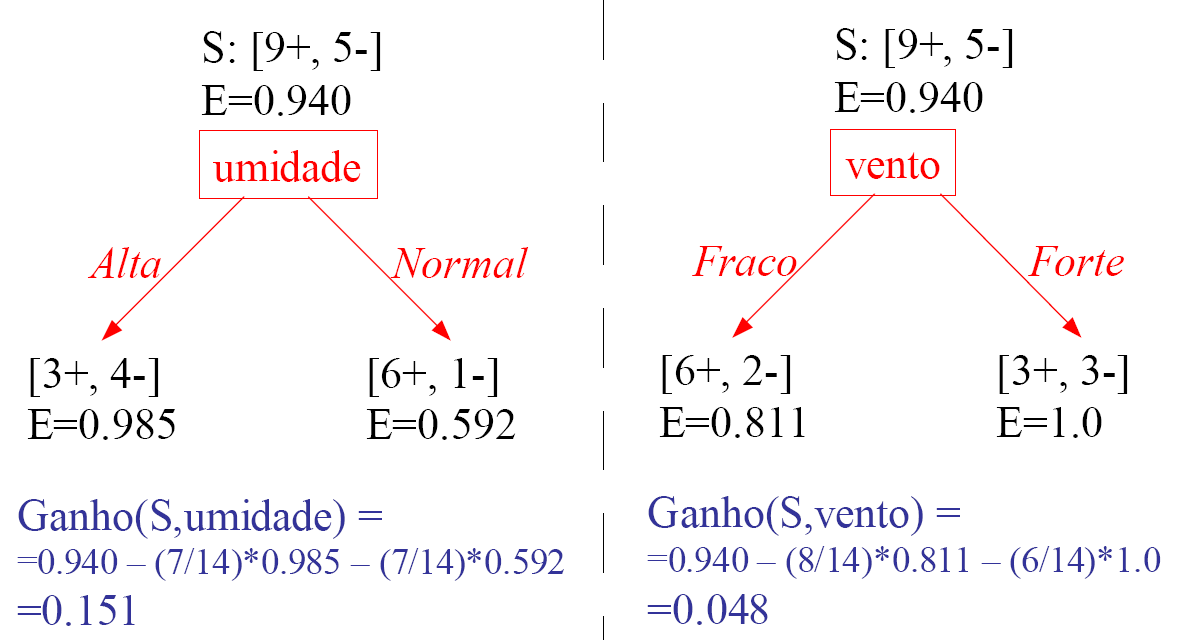 S: [9+, 5-]
E=0.940
umidade
Alta
Normal
[3+, 4-]
E=0.985
[6+, 1-]
E=0.592
Ganho(S,umidade) =
=0.940 – (7/14)*0.985 – (7/14)*0.592
=0.151
S: [9+, 5-]
E=0.940
vento
Fraco
Forte
[6+, 2-]
E=0.811
[3+, 3-]
E=1.0
Ganho(S,vento) =
=0.940 – (8/14)*0.811 – (6/14)*1.0
=0.048